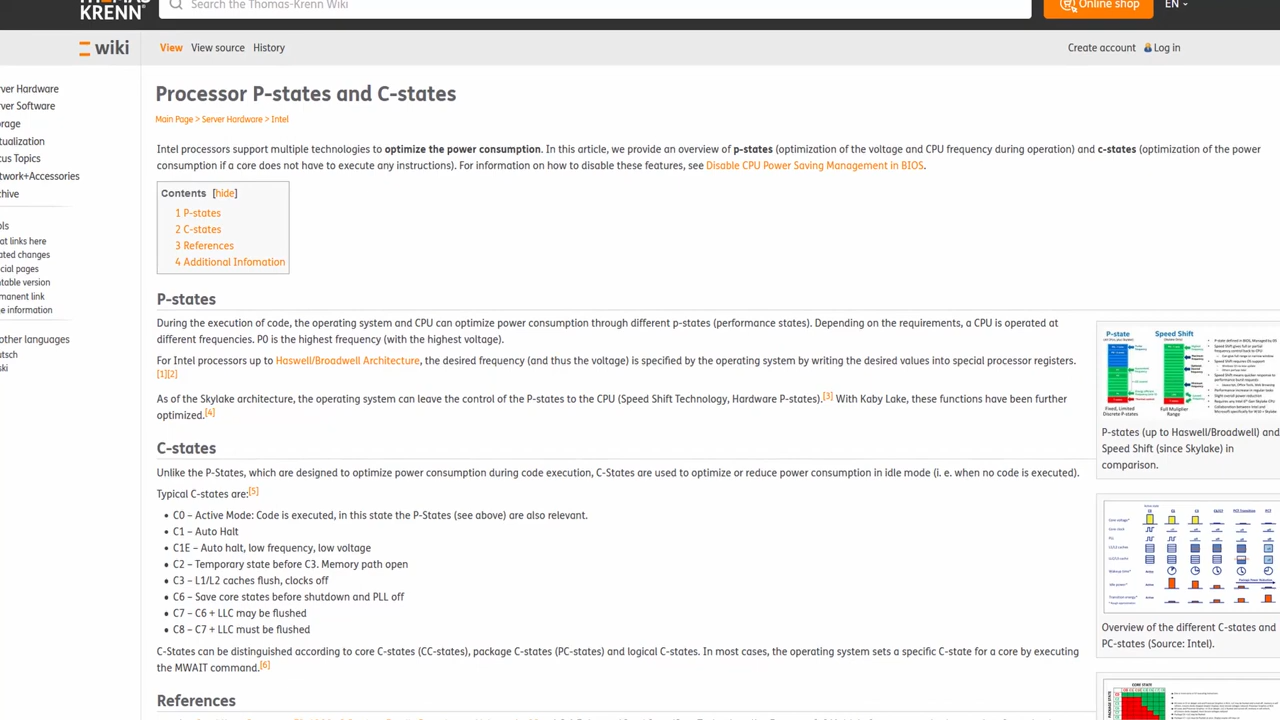 THOMAS
KRENN
Search the Thomas-Krenn Wiki
Online shop
EN
wiki
View View source History
Create account Log in
ver Hardware
ver Software
orage
tualization
cus Topics
twork+Accessories
chive
ols
at links here
ated changes
cial pages
ntable version
manent link
e information
other languages
utsch
ski
Processor P-states and C-states
Main Page > Server Hardware > Intel
Intel processors support multiple technologies to optimize the power consumption. In this article, we provide an overview of p-states (optimization of the voltage and CPU frequency during operation) and c-states (optimization of the power
consumption if a core does not have to execute any instructions). For information on how to disable these features, see Disable CPU Power Saving Management in BIOS.
Contents [hide]
1 P-states
2 C-states
3 References
4 Additional Infomation
P-states
During the execution of code, the operating system and CPU can optimize power consumption through different p-states (performance states). Depending on the requirements, a CPU is operated at
different frequencies. P0 is the highest frequency (with the highest voltage).
For Intel processors up to Haswell/Broadwell Architecture, the desired frequency (and thus the voltage) is specified by the operating system by writing the desired values into special processor registers.
[1][2]
As of the Skylake architecture, the operating system can leave the control of the P-states to the CPU (Speed Shift Technology, Hardware P-states).[3] With Kaby Lake, these functions have been further
optimized.[4]
P-state Speed Shift
Fixed, Limited
Discrete P-states
Full Multiplier
Range
P-states (up to Haswell/Broadwell) and
Speed Shift (since Skylake) in
comparison.
C-states
Unlike the P-States, which are designed to optimize power consumption during code execution, C-States are used to optimize or reduce power consumption in idle mode (i. e. when no code is executed).
Typical C-states are:[5]
• C0 – Active Mode: Code is executed, in this state the P-States (see above) are also relevant.
• C1 – Auto Halt
• C1E – Auto halt, low frequency, low voltage
• C2 – Temporary state before C3. Memory path open
• C3 – L1/L2 caches flush, clocks off
• C6 – Save core states before shutdown and PLL off
• C7 – C6 + LLC may be flushed
• C8 – C7 + LLC must be flushed
C-States can be distinguished according to core C-states (CC-states), package C-states (PC-states) and logical C-states. In most cases, the operating system sets a specific C-state for a core by executing
the MWAIT command.[6]
Overview of the different C-states and
PC-states (Source: Intel).
CORE STATE
References